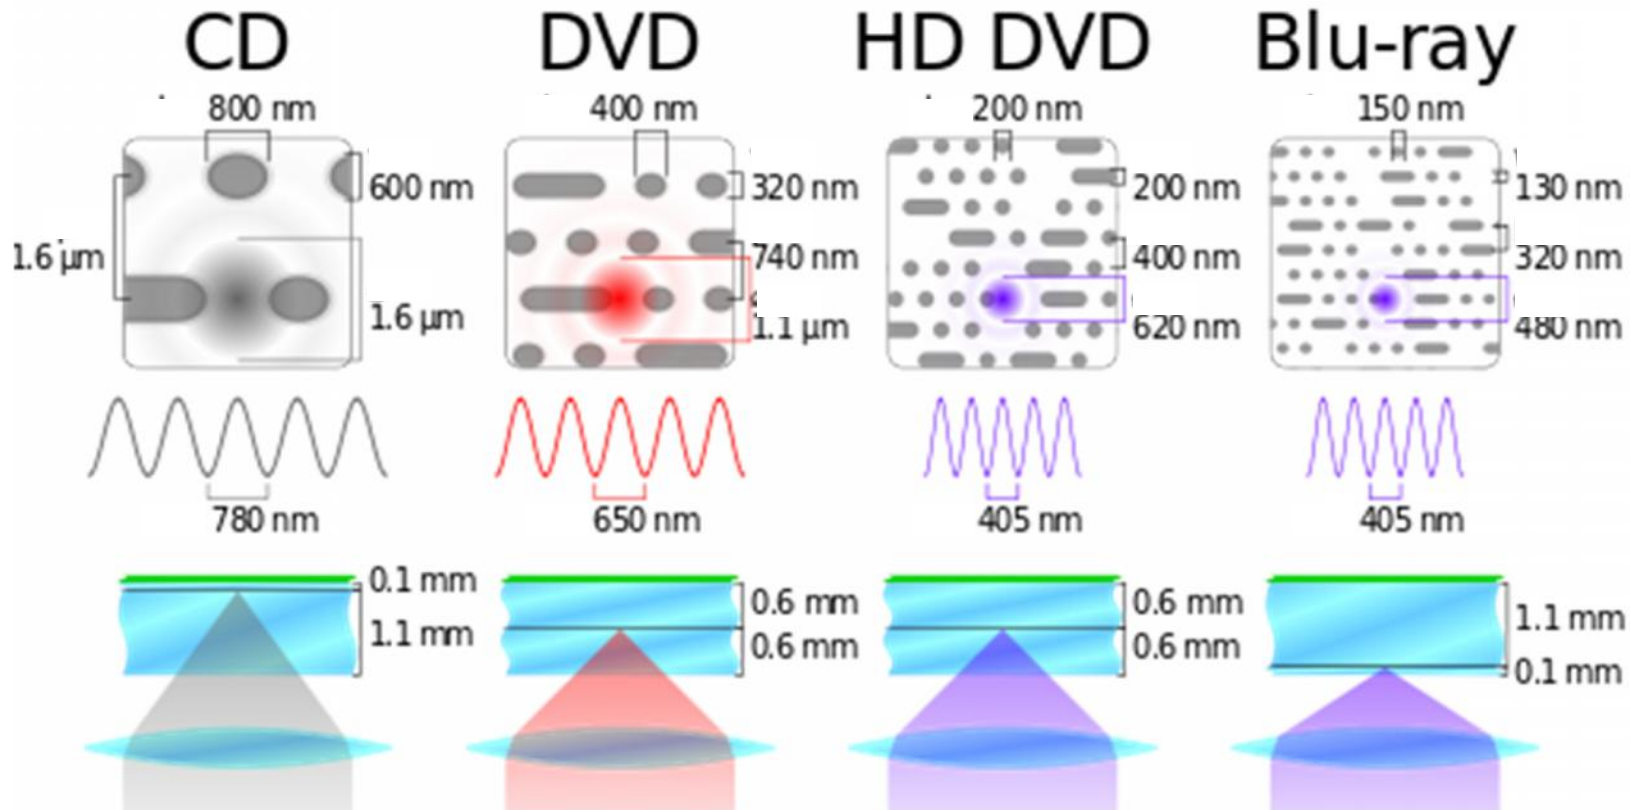 CD DVD HD DVD Blu-ray
800 nm 400 nm 200 nm 150 nm
600 nm 320 nm 200 nm 130 nm
1.6 µm 740 nm 400 nm 320 nm
1.6 µm 1.1 µm 620 nm 480 nm
780 nm 650 nm 405 nm 405 nm
0.1 mm 0.6 mm 0.6 mm 1.1 mm
1.1 mm 0.6 mm 0.6 mm 0.1 mm